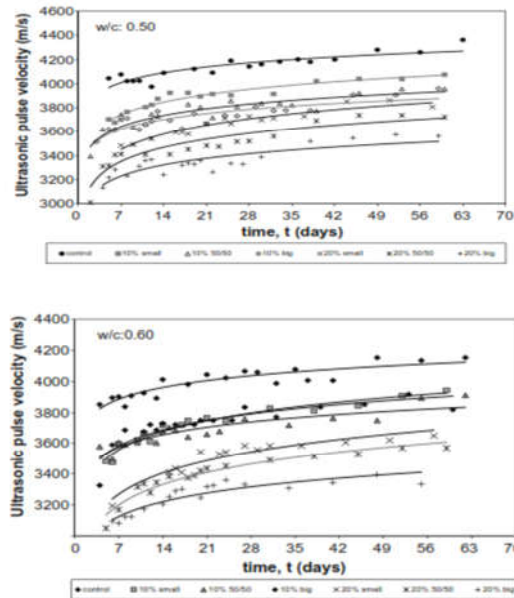 w/c: 0.50
Ultrasonic pulse velocity (m/s)
4600
4400
4200
4000
3800
3600
3400
3200
3000
0 7 14 21 28 35 42 49 56 63 70
time, t (days)
control 10% small 10% 50/50 10% big 20% small 20% 50/50 20% big
w/c:0.60
Ultrasonic pulse velocity (m/s)
4400
4200
4000
3800
3600
3400
3200
0 7 14 21 28 35 42 49 56 63 70
time, t (days)
control 10% small 10% 50/50 10% big 20% small 20% 50/50 20% big